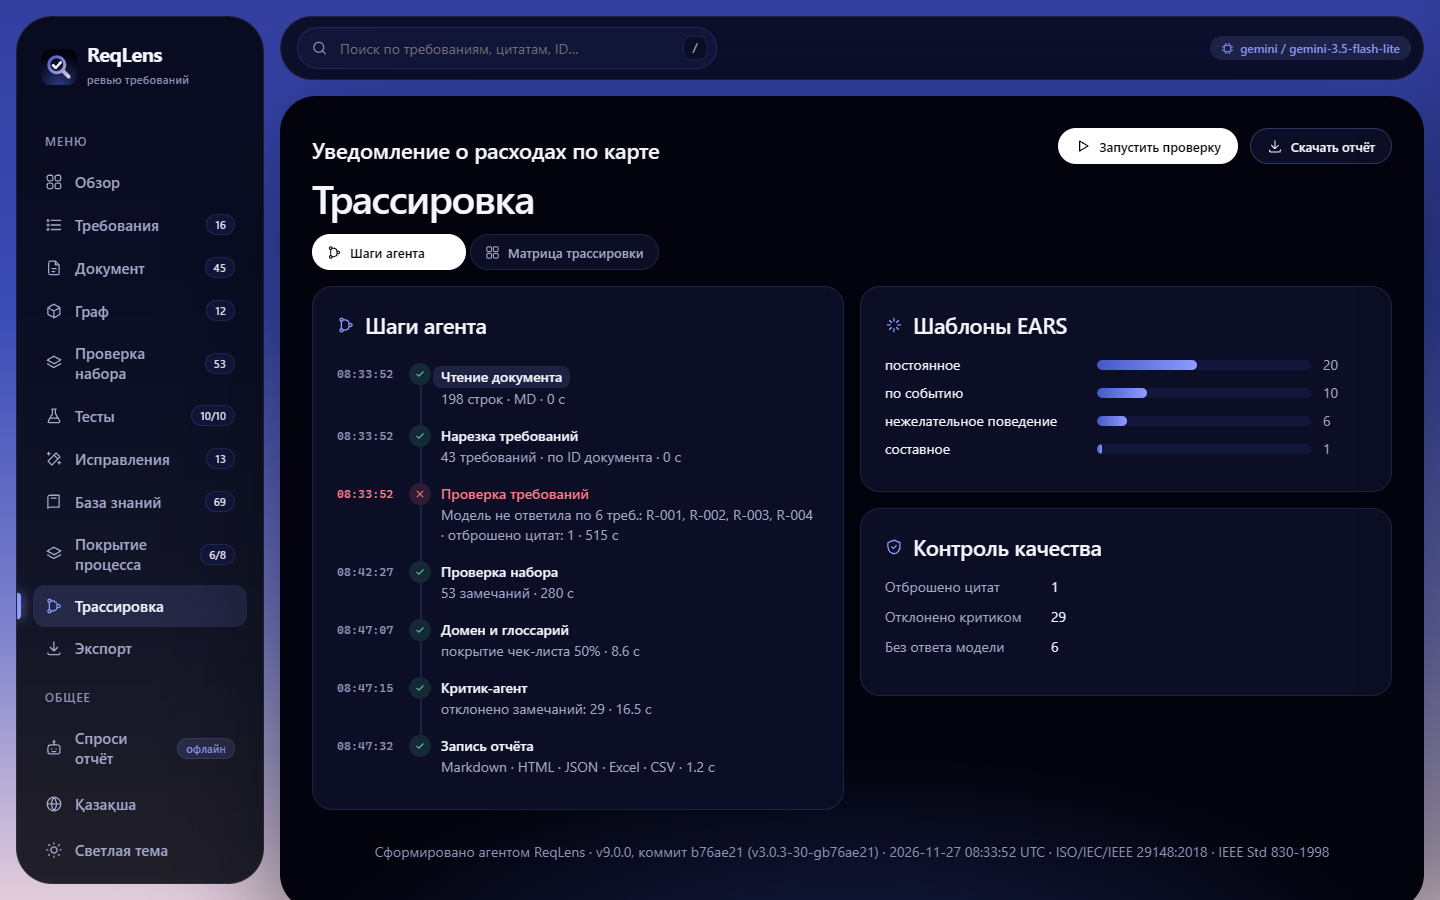 ReqLens
ревью требований
МЕНЮ
Обзор
Требования 16
Документ 45
Граф 12
Проверка
набора 53
Тесты 10/10
Исправления 13
База знаний 69
Покрытие
процесса 6/8
Трассировка
Экспорт
ОБЩЕЕ
Спроси
отчёт офлайн
Қазақша
Светлая тема
Поиск по требованиям, цитатам, ID... /
gemini / gemini-3.5-flash-lite
Уведомление о расходах по карте
Запустить проверку
Скачать отчёт
Трассировка
Шаги агента
Матрица трассировки
Шаги агента
08:33:52 Чтение документа
198 строк · MD · 0 с
08:33:52 Нарезка требований
43 требований · по ID документа · 0 с
08:33:52 Проверка требований
Модель не ответила по 6 треб.: R-001, R-002, R-003, R-004
· отброшено цитат: 1 · 515 с
08:42:27 Проверка набора
53 замечаний · 280 с
08:47:07 Домен и глоссарий
покрытие чек-листа 50% · 8.6 с
08:47:15 Критик-агент
отклонено замечаний: 29 · 16.5 с
08:47:32 Запись отчёта
Markdown · HTML · JSON · Excel · CSV · 1.2 с
Шаблоны EARS
постоянное 20
по событию 10
нежелательное поведение 6
составное 1
Контроль качества
Отброшено цитат 1
Отклонено критиком 29
Без ответа модели 6
Сформировано агентом ReqLens · v9.0.0, коммит b76ae21 (v3.0.3-30-gb76ae21) · 2026-11-27 08:33:52 UTC · ISO/IEC/IEEE 29148:2018 · IEEE Std 830-1998